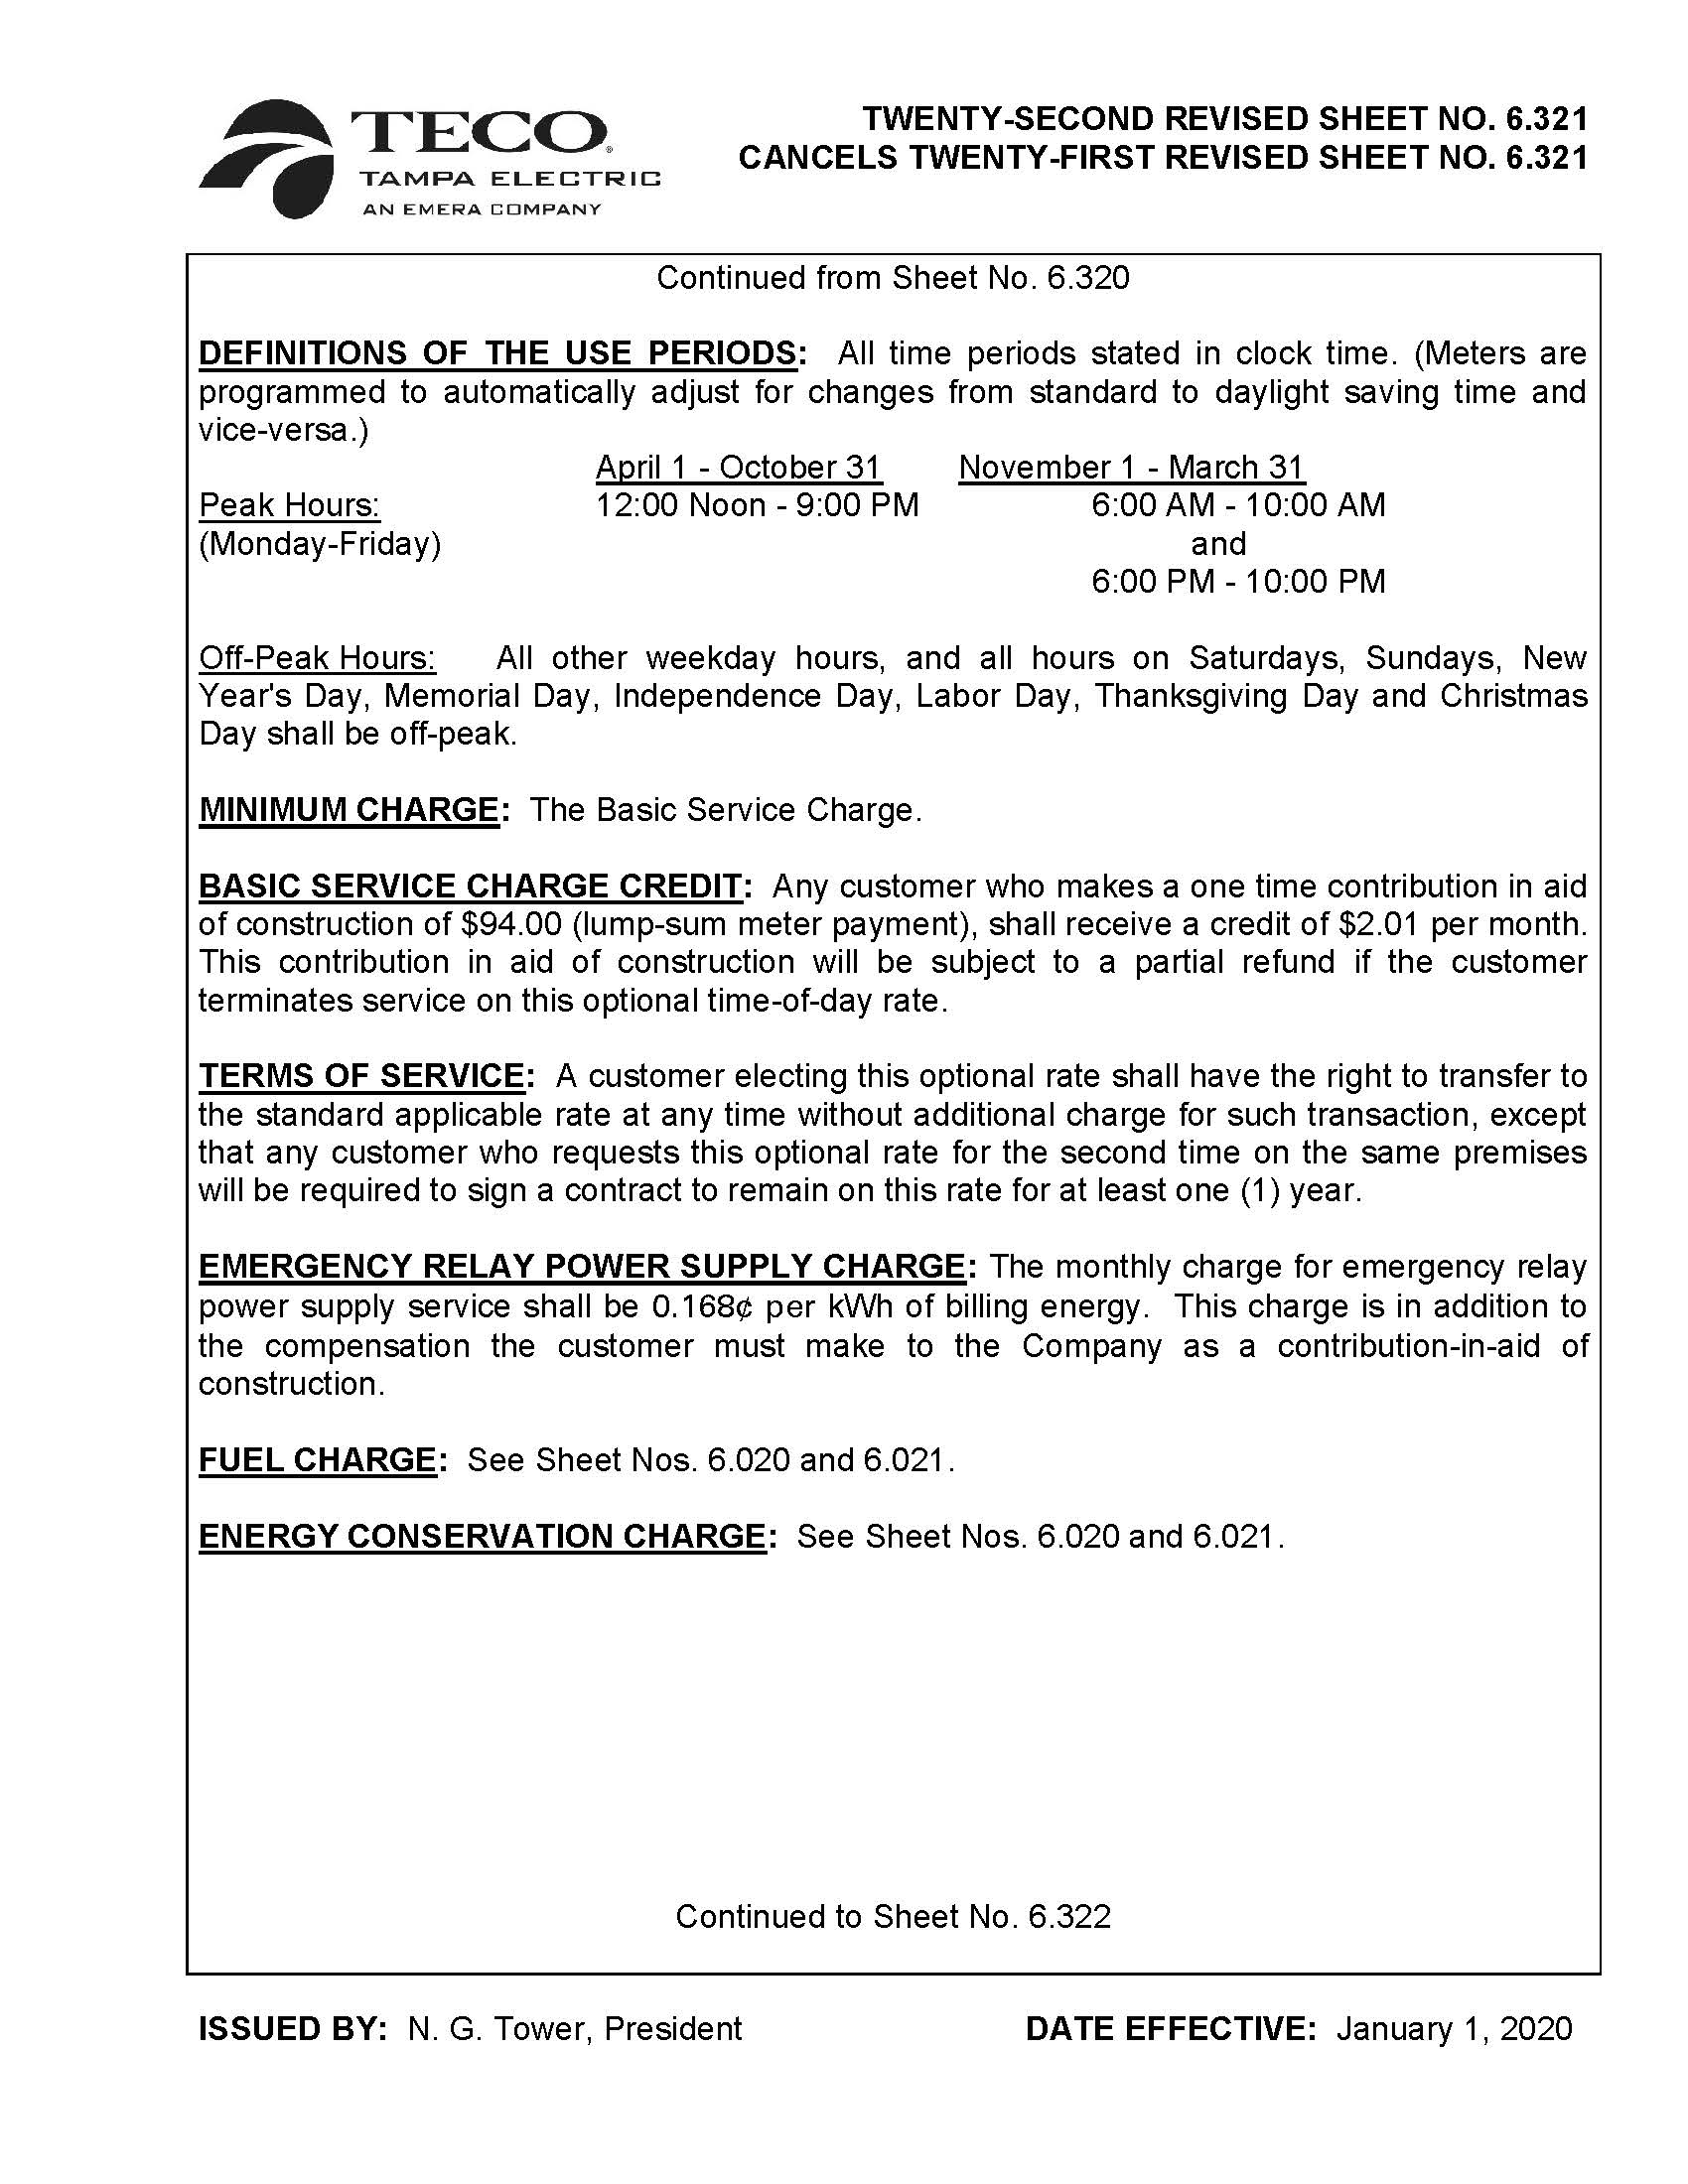 TECO®
TAMPA ELECTRIC
AN EMERA COMPANY
TWENTY-SECOND REVISED SHEET NO. 6.321
CANCELS TWENTY-FIRST REVISED SHEET NO. 6.321
Continued from Sheet No. 6.320
DEFINITIONS OF THE USE PERIODS: All time periods stated in clock time. (Meters are
programmed to automatically adjust for changes from standard to daylight saving time and
vice-versa.)
April 1 - October 31 November 1 - March 31
Peak Hours: 12:00 Noon - 9:00 PM 6:00 AM - 10:00 AM
(Monday-Friday) and
6:00 PM - 10:00 PM
Off-Peak Hours: All other weekday hours, and all hours on Saturdays, Sundays, New
Year's Day, Memorial Day, Independence Day, Labor Day, Thanksgiving Day and Christmas
Day shall be off-peak.
MINIMUM CHARGE: The Basic Service Charge.
BASIC SERVICE CHARGE CREDIT: Any customer who makes a one time contribution in aid
of construction of $94.00 (lump-sum meter payment), shall receive a credit of $2.01 per month.
This contribution in aid of construction will be subject to a partial refund if the customer
terminates service on this optional time-of-day rate.
TERMS OF SERVICE: A customer electing this optional rate shall have the right to transfer to
the standard applicable rate at any time without additional charge for such transaction, except
that any customer who requests this optional rate for the second time on the same premises
will be required to sign a contract to remain on this rate for at least one (1) year.
EMERGENCY RELAY POWER SUPPLY CHARGE: The monthly charge for emergency relay
power supply service shall be 0.168¢ per kWh of billing energy. This charge is in addition to
the compensation the customer must make to the Company as a contribution-in-aid of
construction.
FUEL CHARGE: See Sheet Nos. 6.020 and 6.021.
ENERGY CONSERVATION CHARGE: See Sheet Nos. 6.020 and 6.021.
Continued to Sheet No. 6.322
ISSUED BY: N. G. Tower, President DATE EFFECTIVE: January 1, 2020